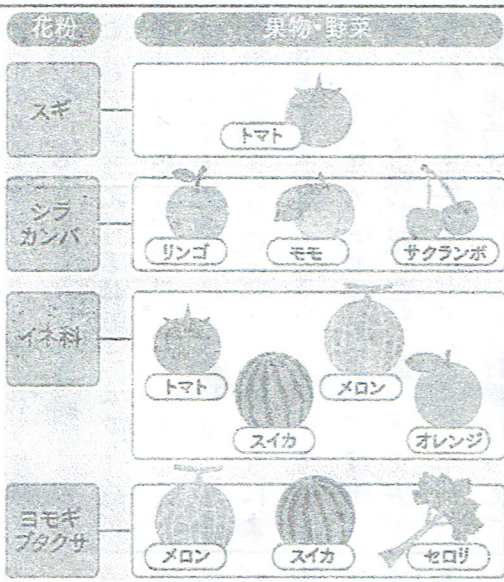 花粉
果物・野菜
スギ
トマト
シラ
カンバ
リンゴ
モモ
サクランボ
イネ科
トマト
メロン
スイカ
オレンジ
ヨモギ
ブタクサ
メロン
スイカ
セロリ